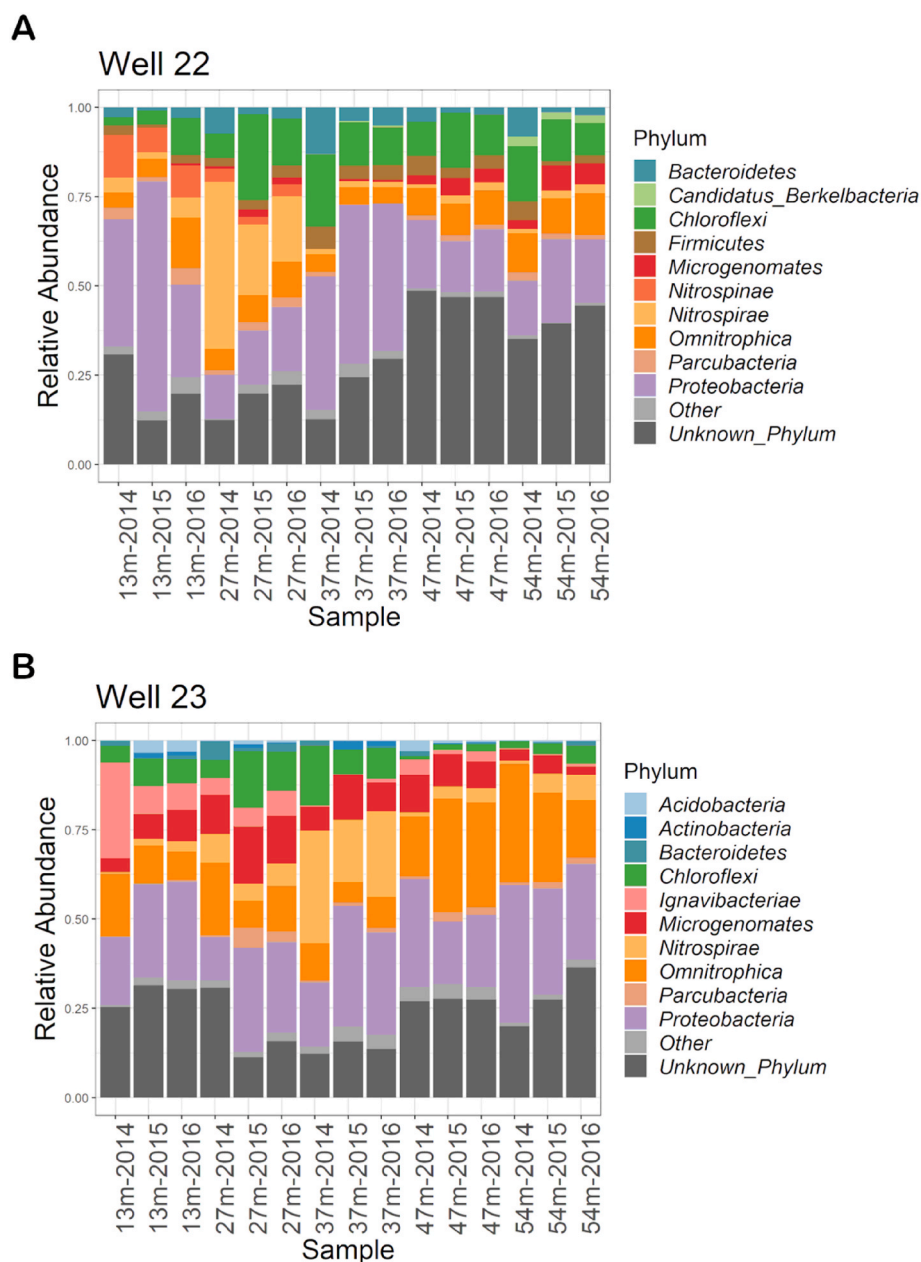 A
Well 22
1.00
0.75
0.50
0.25
0.00
Relative Abundance
13m-2014
13m-2015
13m-2016
27m-2014
27m-2015
27m-2016
37m-2014
37m-2015
37m-2016
47m-2014
47m-2015
47m-2016
54m-2014
54m-2015
54m-2016
Sample
Phylum
Bacteroidetes
Candidatus_Berkelbacteria
Chloroflexi
Firmicutes
Microgenomates
Nitrospinae
Nitrospirae
Omnitrophica
Parcubacteria
Proteobacteria
Other
Unknown_Phylum
B
Well 23
1.00
0.75
0.50
0.25
0.00
Relative Abundance
13m-2014
13m-2015
13m-2016
27m-2014
27m-2015
27m-2016
37m-2014
37m-2015
37m-2016
47m-2014
47m-2015
47m-2016
54m-2014
54m-2015
54m-2016
Sample
Phylum
Acidobacteria
Actinobacteria
Bacteroidetes
Chloroflexi
Ignavibacteriae
Microgenomates
Nitrospirae
Omnitrophica
Parcubacteria
Proteobacteria
Other
Unknown_Phylum